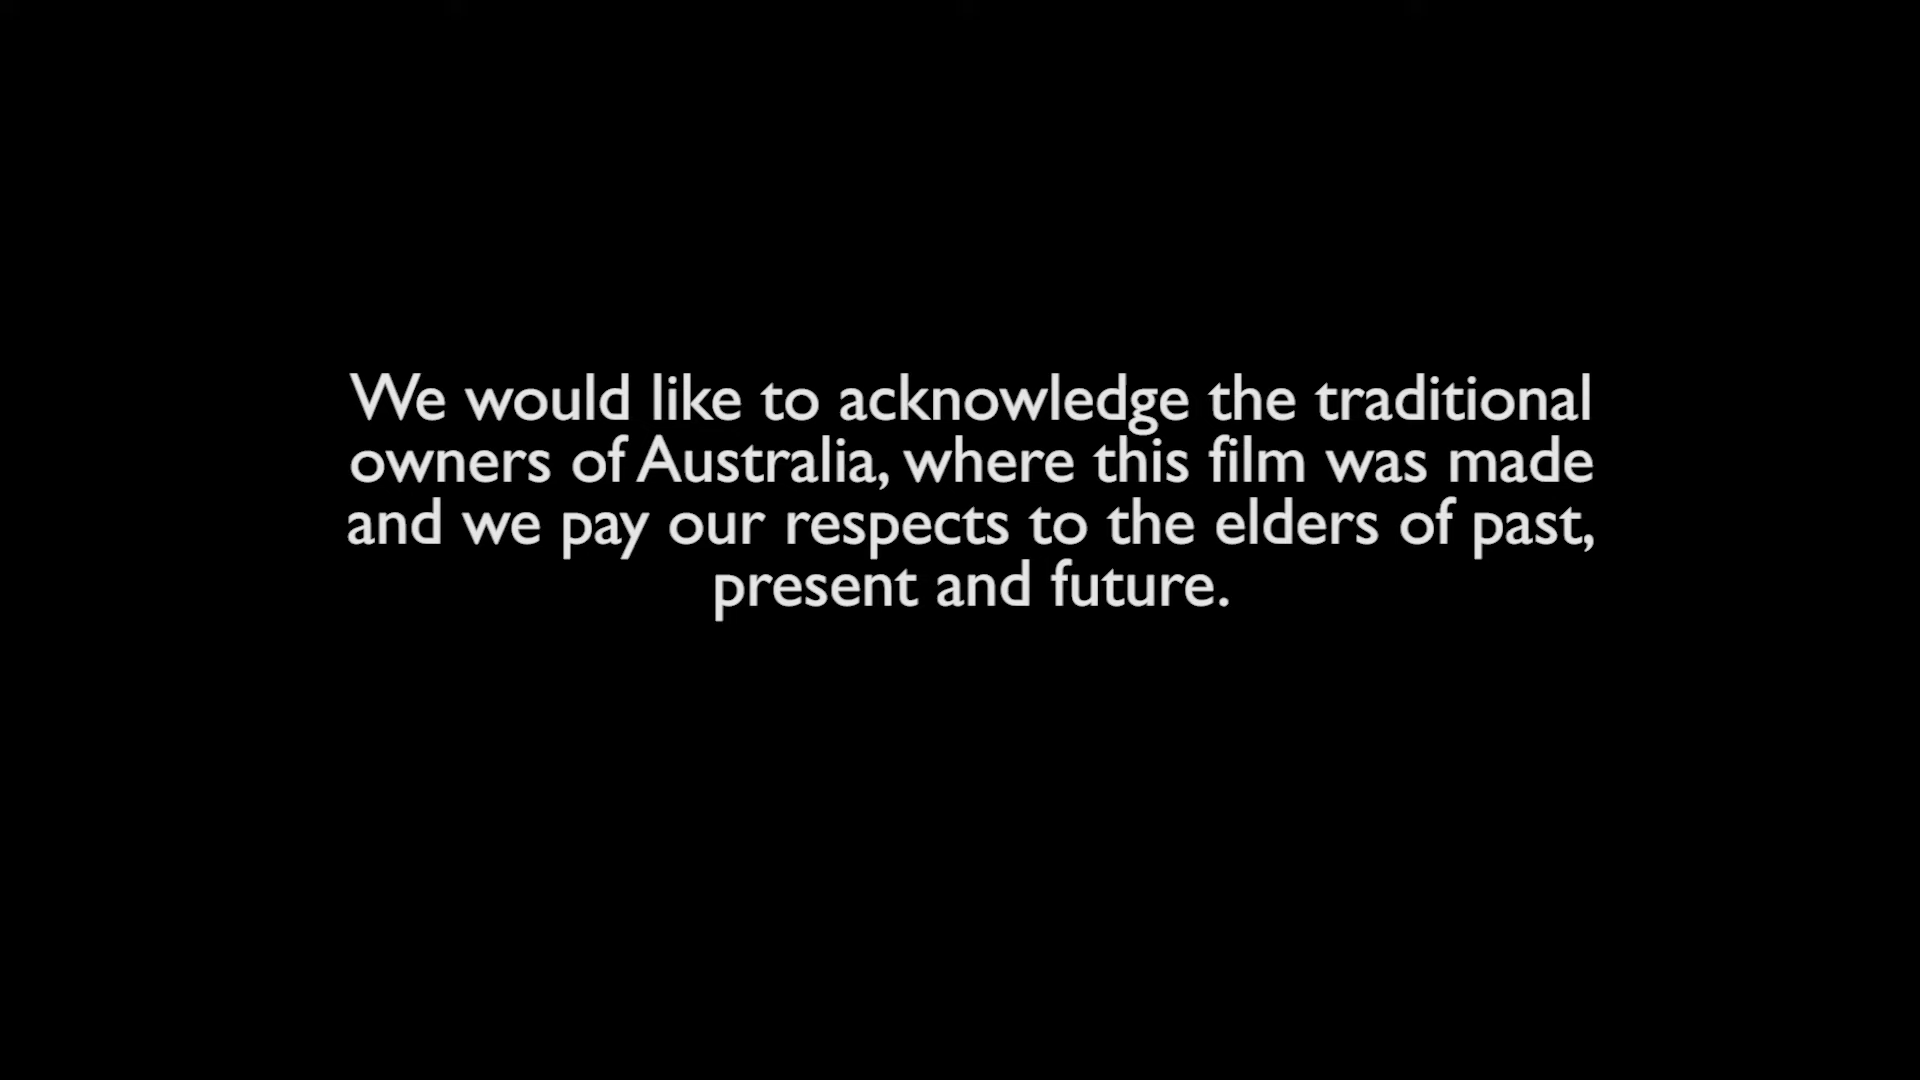 We would like to acknowledge the traditional
owners of Australia, where this film was made
and we pay our respects to the elders of past,
present and future.